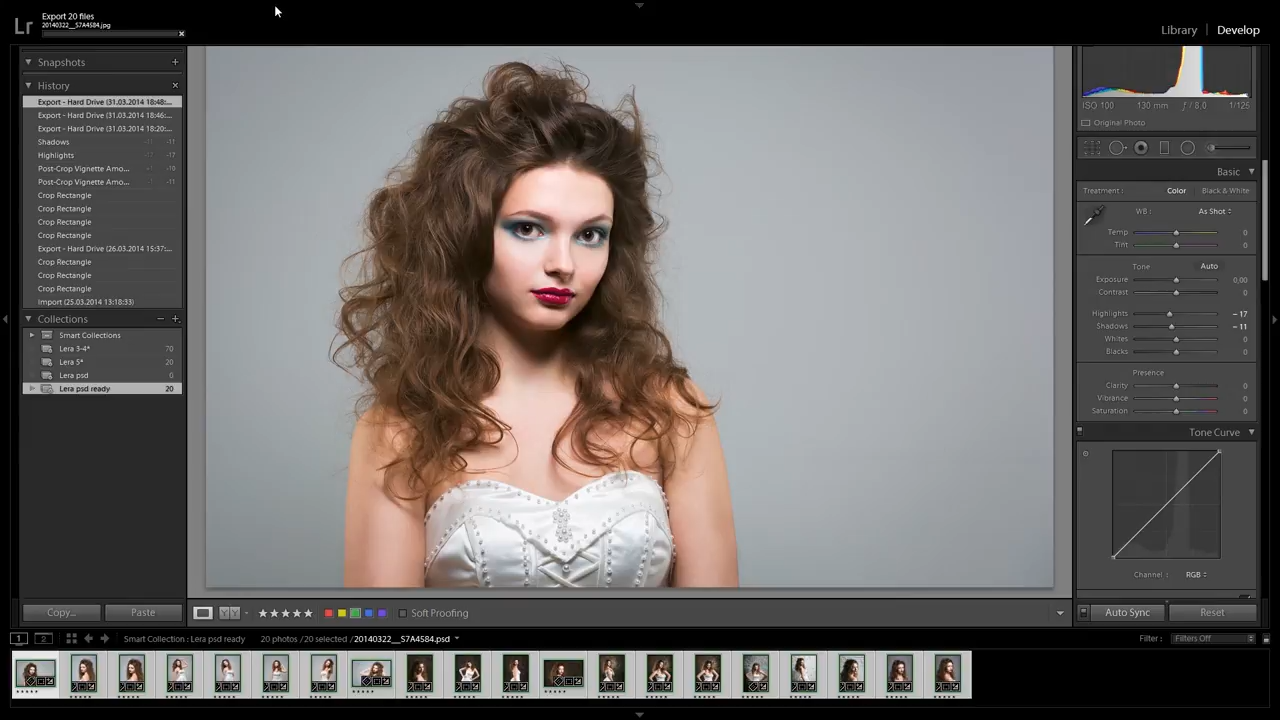 Lr
Export 20 files
20140322__S7A4584.jpg
Library | Develop
Snapshots
History
Export - Hard Drive (31.03.2014 18:48:...
Export - Hard Drive (31.03.2014 18:46:...
Export - Hard Drive (31.03.2014 18:20:...
Shadows -11 -11
Highlights -17 -17
Post-Crop Vignette Amo... -10
Post-Crop Vignette Amo... -11
Crop Rectangle
Crop Rectangle
Crop Rectangle
Crop Rectangle
Export - Hard Drive (26.03.2014 15:37:...
Crop Rectangle
Crop Rectangle
Crop Rectangle
Import (25.03.2014 13:18:33)
Collections
Smart Collections
Lera 3-4* 70
Lera 5* 20
Lera psd 6
Lera psd ready 20
Copy... Paste
Soft Proofing
ISO 100 130 mm ƒ / 8,0 1/125
Original Photo
Basic
Treatment : Color Black & White
WB : As Shot
Temp 0
Tint 0
Tone Auto
Exposure 0,00
Contrast 0
Highlights – 17
Shadows – 11
Whites 0
Blacks 0
Presence
Clarity 0
Vibrance 0
Saturation 0
Tone Curve
Channel : RGB
Auto Sync Reset
1 2 Smart Collection : Lera psd ready 20 photos /20 selected /20140322__S7A4584.psd Filter : Filters Off